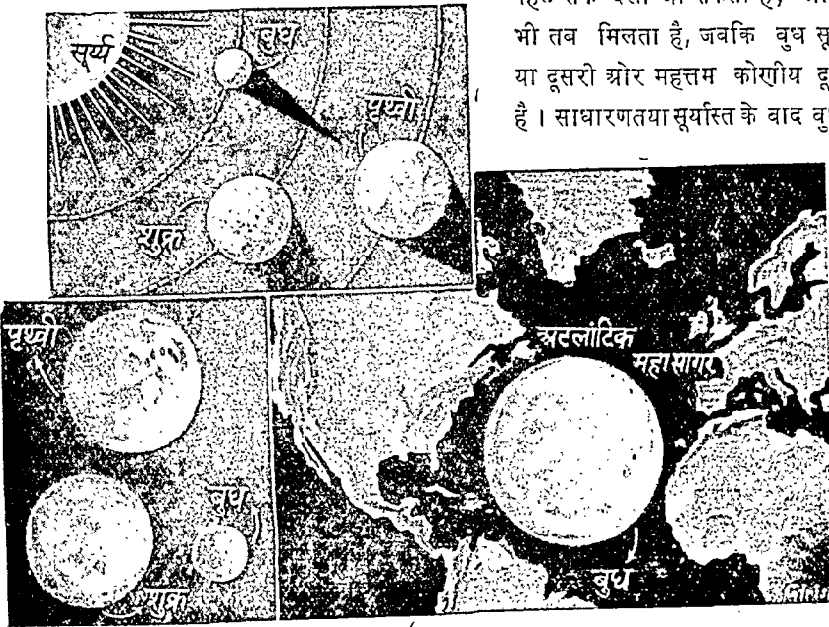 सूर्य्य
बुध
पृथ्वी
शुक्र
भी तब मिलता है, जबकि बुध
या दूसरी ओर महत्तम कोणीय
है । साधारणतया सूर्यास्त के बाद
पृथ्वी
बुध
शुक्र
अटलांटिक
महासागर
बुध